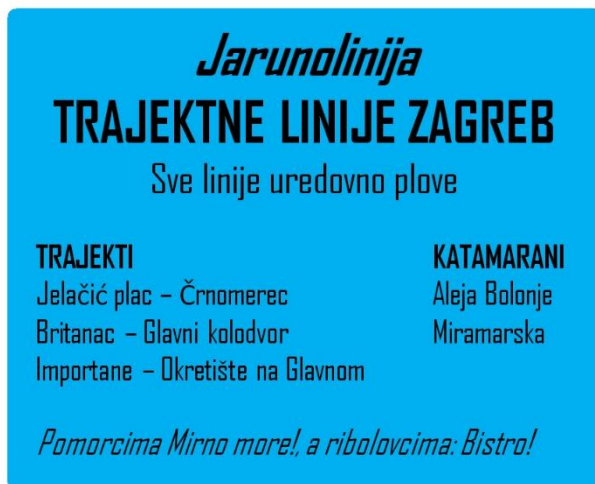 Jarunolinija
TRAJEKTNE LINIJE ZAGREB
Sve linije uredovno plove
TRAJEKTI
Jelačić plac – Črnomerec
Britanac – Glavni kolodvor
Importane – Okretište na Glavnom
KATAMARANI
Aleja Bolonje
Miramarska
Pomorcima Mirno more!, a ribolovcima: Bistro!